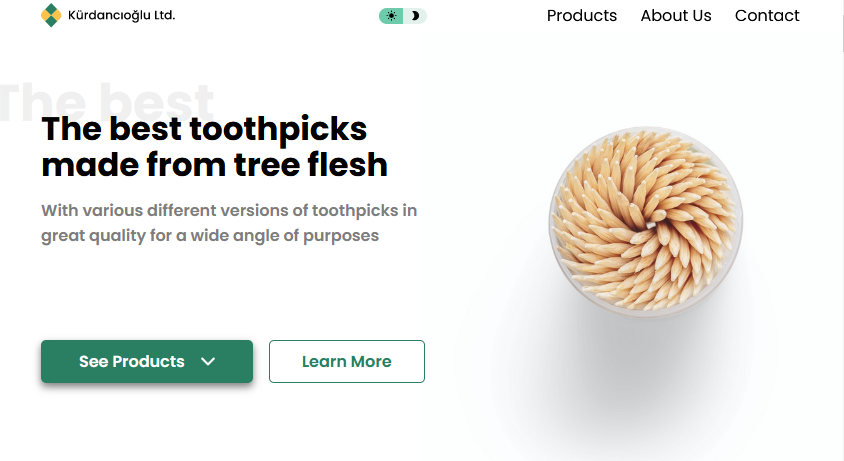 Kürdancıoğlu Ltd.
Products
About Us
Contact
The best
The best toothpicks
made from tree flesh
With various different versions of toothpicks in
great quality for a wide angle of purposes
See Products
Learn More